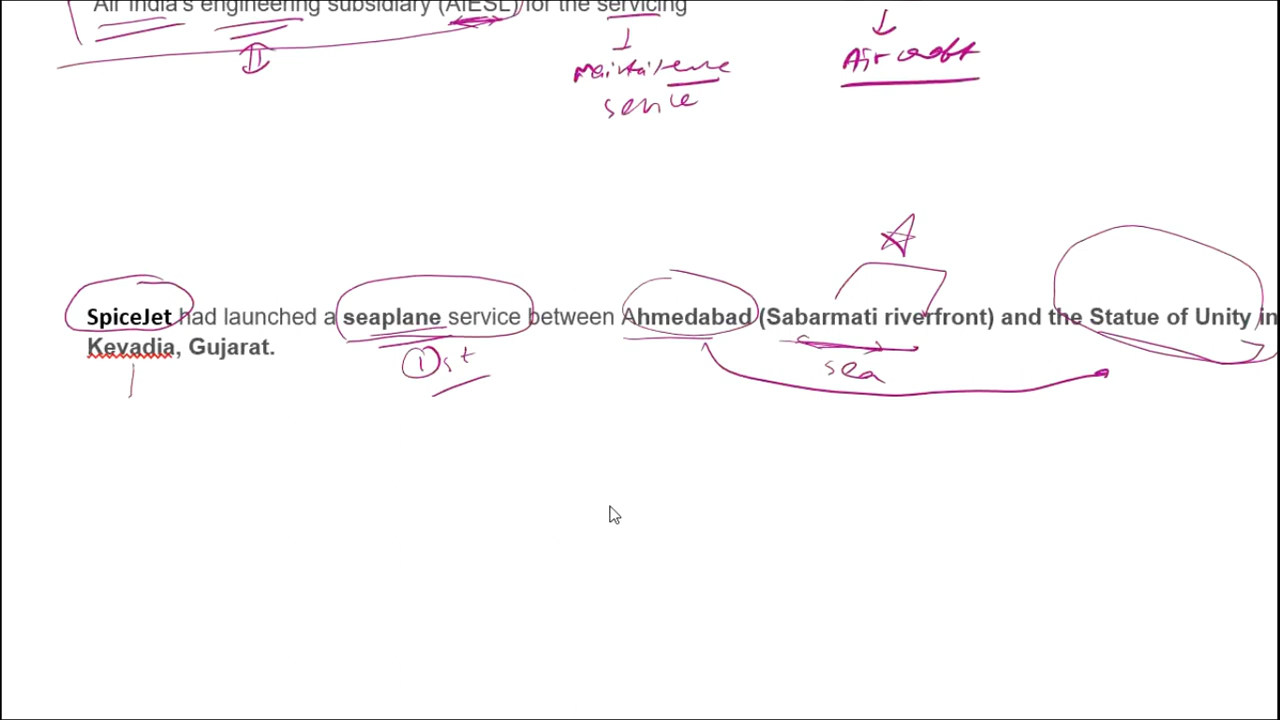 Air India's engineering subsidiary (AIESL) for the servicing
Aircraft
service
SpiceJet had launched a seaplane service between Ahmedabad (Sabarmati riverfront) and the Statue of Unity in
Kevadia, Gujarat.
1st
sea